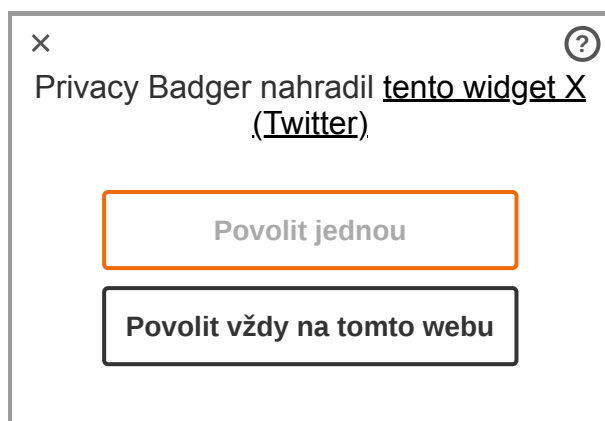 × ?
Privacy Badger nahradil tento widget X
(Twitter)
Povolit jednou
Povolit vždy na tomto webu